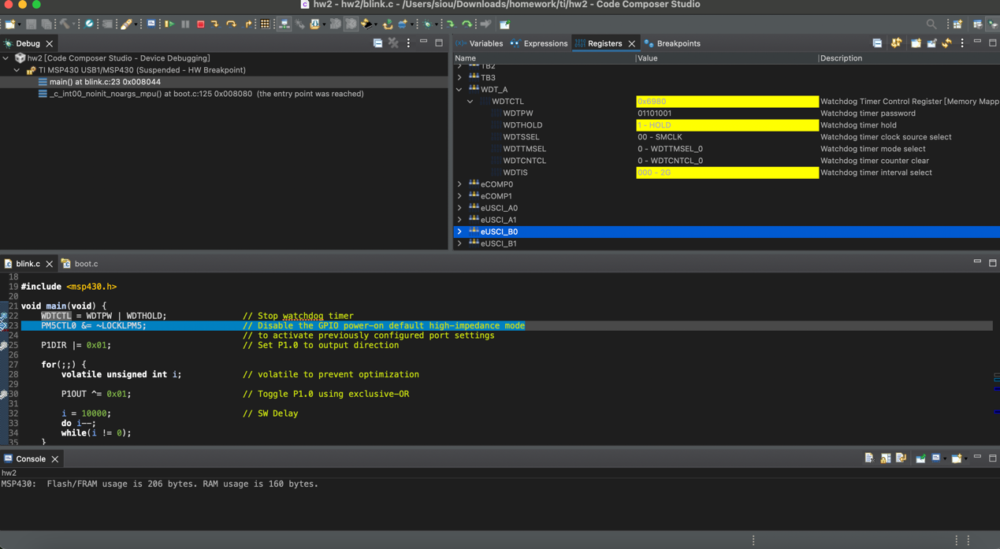 hw2 - hw2/blink.c - /Users/siou/Downloads/homework/ti/hw2 - Code Composer Studio
Debug
hw2 [Code Composer Studio - Device Debugging]
TI MSP430 USB1/MSP430 (Suspended - HW Breakpoint)
main() at blink.c:23 0x008044
_c_int00_noinit_noargs_mpu() at boot.c:125 0x008080 (the entry point was reached)
Variables Expressions Registers Breakpoints
Name Value Description
TB2
TB3
WDT_A
WDTCTL 0x6980 Watchdog Timer Control Register [Memory Mapp
WDTPW 01101001 Watchdog timer password
WDTHOLD 1 - HOLD Watchdog timer hold
WDTSSEL 00 - SMCLK Watchdog timer clock source select
WDTTMSEL 0 - WDTTMSEL_0 Watchdog timer mode select
WDTCNTCL 0 - WDTCNTCL_0 Watchdog timer counter clear
WDTIS 000 - 2G Watchdog timer interval select
eCOMP0
eCOMP1
eUSCI_A0
eUSCI_A1
eUSCI_B0
eUSCI_B1
blink.c boot.c
18
19 #include <msp430.h>
20
21 void main(void) {
22 WDTCTL = WDTPW | WDTHOLD; // Stop watchdog timer
23 PM5CTL0 &= ~LOCKLPM5; // Disable the GPIO power-on default high-impedance mode
24 // to activate previously configured port settings
25 P1DIR |= 0x01; // Set P1.0 to output direction
26
27 for(;;) {
28 volatile unsigned int i; // volatile to prevent optimization
29
30 P1OUT ^= 0x01; // Toggle P1.0 using exclusive-OR
31
32 i = 10000; // SW Delay
33 do i--;
34 while(i != 0);
35 }
Console
hw2
MSP430: Flash/FRAM usage is 206 bytes. RAM usage is 160 bytes.